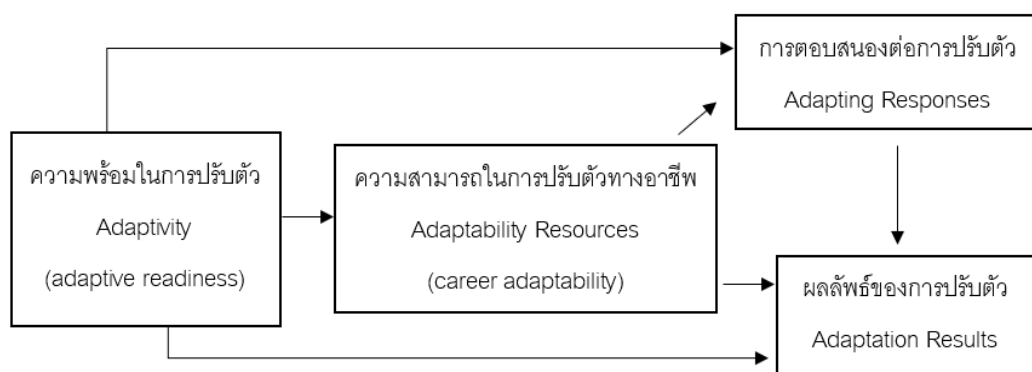 การตอบสนองต่อการปรับตัว
Adapting Responses
ความพร้อมในการปรับตัว
Adaptivity
(adaptive readiness)
ความสามารถในการปรับตัวทางอาชีพ
Adaptability Resources
(career adaptability)
ผลลัพธ์ของการปรับตัว
Adaptation Results